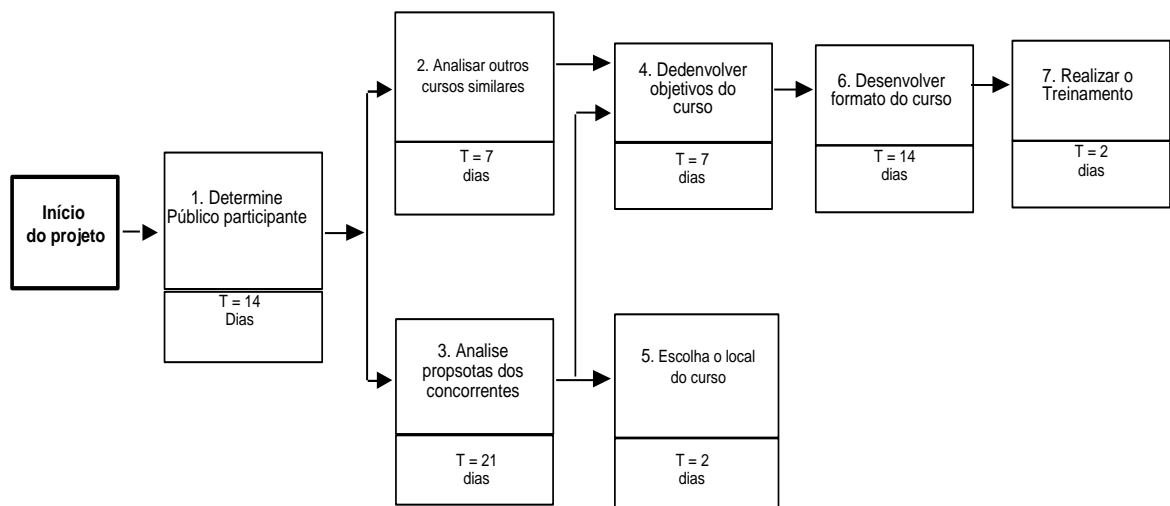 Início
do projeto
1. Determine
Público participante
T = 14
Dias
2. Analisar outros
cursos similares
T = 7
dias
3. Analise
propsotas dos
concorrentes
T = 21
dias
4. Dedenvolver
objetivos do
curso
T = 7
dias
5. Escolha o local
do curso
T = 2
dias
6. Desenvolver
formato do curso
T = 14
dias
7. Realizar o
Treinamento
T = 2
dias